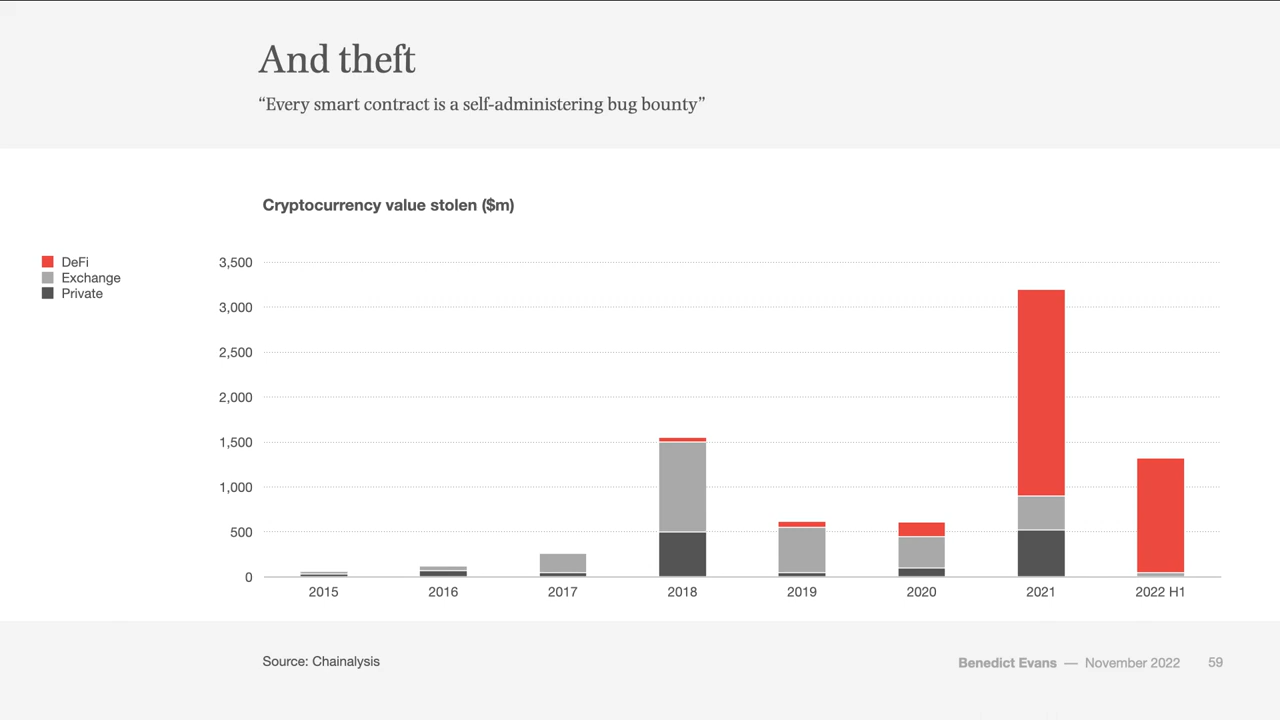 And theft
“Every smart contract is a self-administering bug bounty”
Cryptocurrency value stolen ($m)
DeFi
Exchange
Private
3,500
3,000
2,500
2,000
1,500
1,000
500
0
2015 2016 2017 2018 2019 2020 2021 2022 H1
Source: Chainalysis
Benedict Evans — November 2022 59